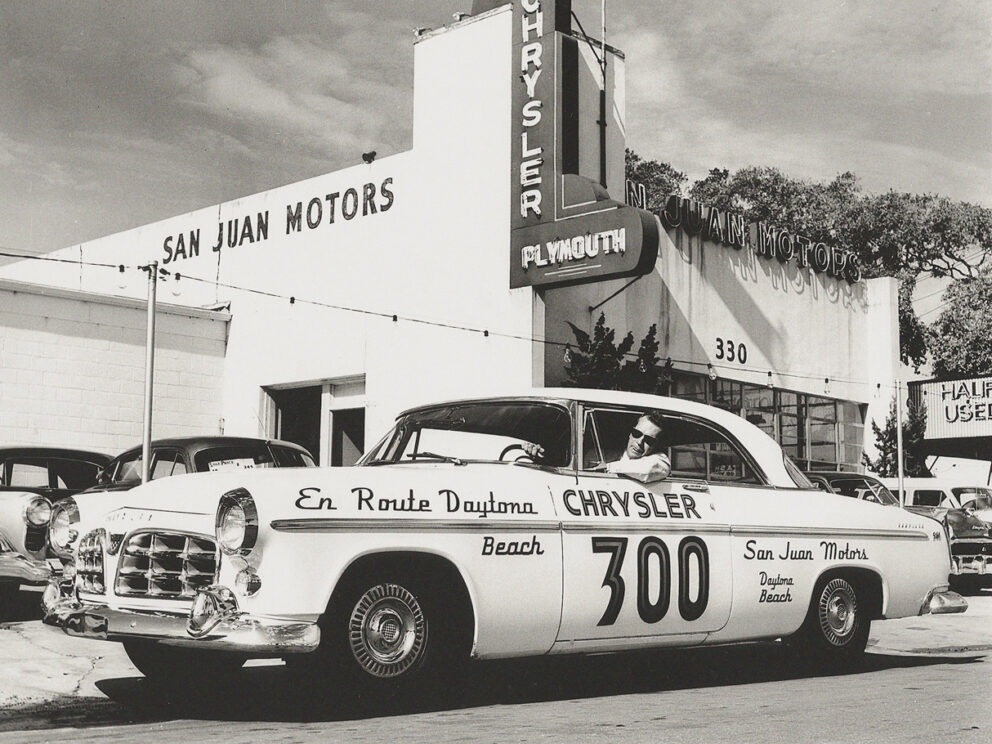 CHRYSLER
PLYMOUTH
SAN JUAN MOTORS
N JUAN MOTORS
330
HALF
USED
En Route Daytona
Beach
CHRYSLER
300
San Juan Motors
Daytona
Beach